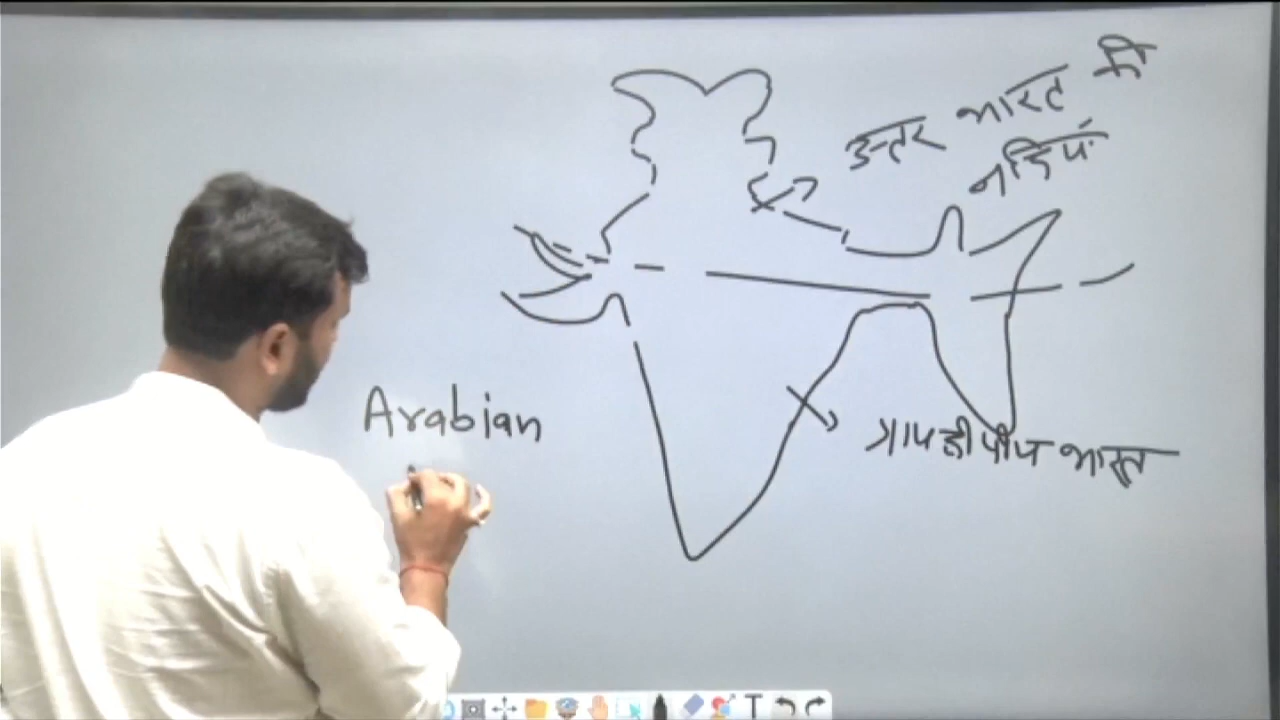 उत्तर भारत की
नदियां
Arabian
प्रायद्वीपीय भारत
T